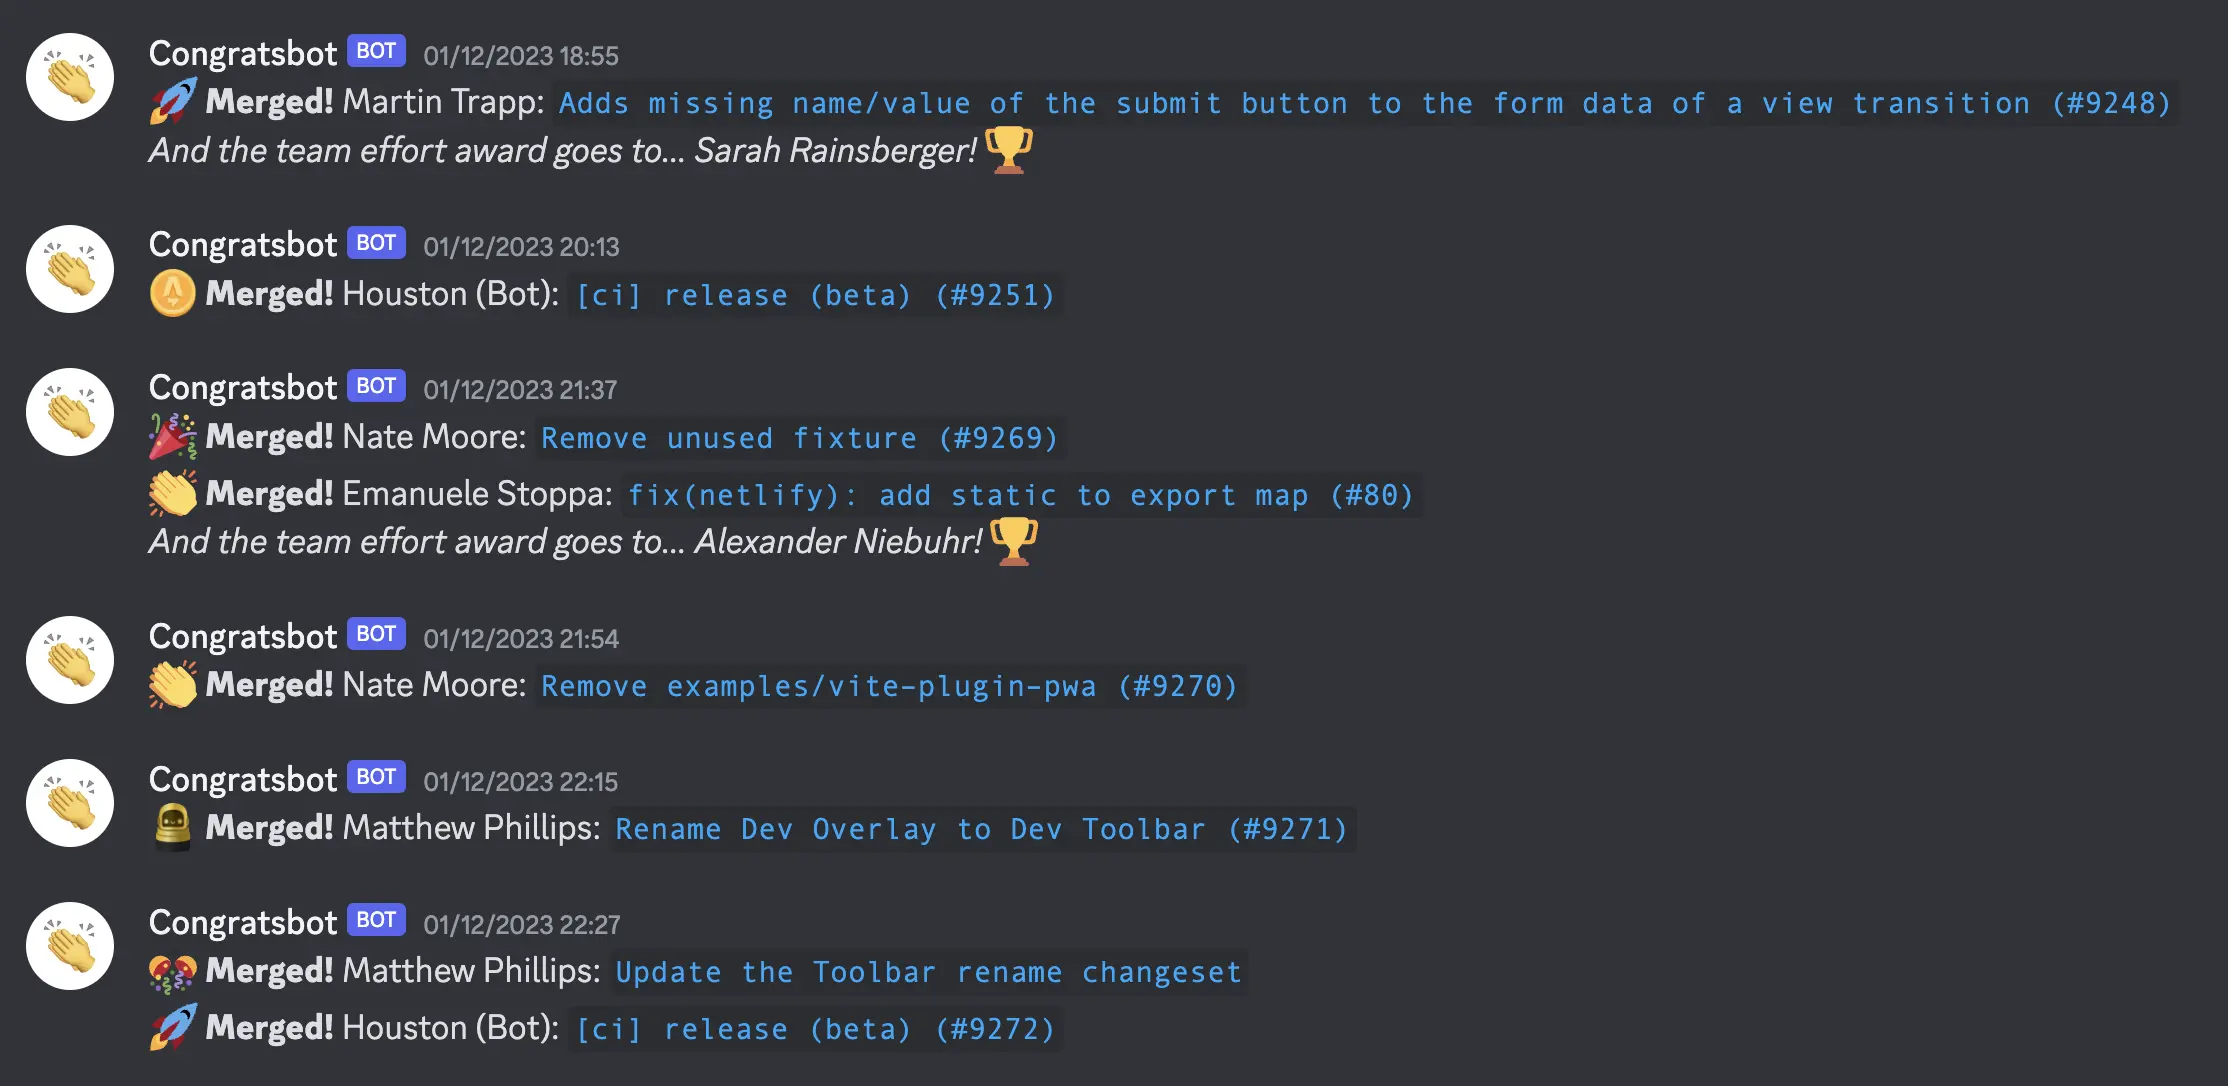 Congratsbot BOT 01/12/2023 18:55
🚀 Merged! Martin Trapp: Adds missing name/value of the submit button to the form data of a view transition (#9248)
And the team effort award goes to... Sarah Rainsberger! 🏆
Congratsbot BOT 01/12/2023 20:13
Merged! Houston (Bot): [ci] release (beta) (#9251)
Congratsbot BOT 01/12/2023 21:37
🎉 Merged! Nate Moore: Remove unused fixture (#9269)
👏 Merged! Emanuele Stoppa: fix(netlify): add static to export map (#80)
And the team effort award goes to... Alexander Niebuhr! 🏆
Congratsbot BOT 01/12/2023 21:54
👏 Merged! Nate Moore: Remove examples/vite-plugin-pwa (#9270)
Congratsbot BOT 01/12/2023 22:15
Merged! Matthew Phillips: Rename Dev Overlay to Dev Toolbar (#9271)
Congratsbot BOT 01/12/2023 22:27
Merged! Matthew Phillips: Update the Toolbar rename changeset
🚀 Merged! Houston (Bot): [ci] release (beta) (#9272)